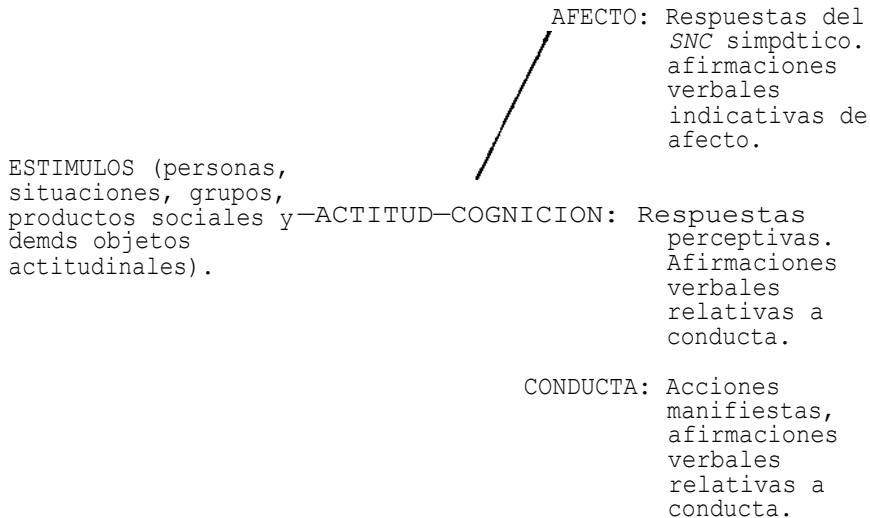 AFECTO: Respuestas del
SNC simpdtico.
afirmaciones
verbales
indicativas de
afecto.
ESTIMULOS (personas,
situaciones, grupos,
productos sociales y—ACTITUD—COGNICION: Respuestas
demds objetos
actitudinales).
perceptivas.
Afirmaciones
verbales
relativas a
conducta.
CONDUCTA: Acciones
manifiestas,
afirmaciones
verbales
relativas a
conducta.